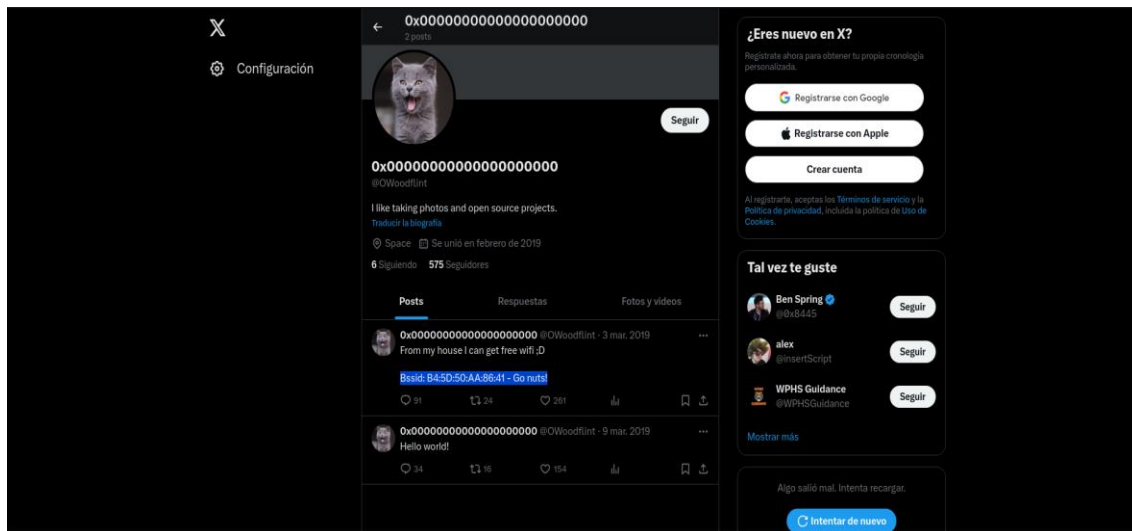 Configuración
0x00000000000000000000
2 posts
Seguir
0x00000000000000000000
@OWoodflint
I like taking photos and open source projects.
Traducir la biografía
Space Se unió en febrero de 2019
6 Siguiendo 575 Seguidores
Posts Respuestas Fotos y videos
0x00000000000000000000 @OWoodflint · 3 mar. 2019
From my house I can get free wifi ;D
Bssid: B4:5D:50:AA:86:41 - Go nuts!
91 24 261
0x00000000000000000000 @OWoodflint · 9 mar. 2019
Hello world!
34 16 154
¿Eres nuevo en X?
Regístrate ahora para obtener tu propia cronología
personalizada.
Registrarse con Google
Registrarse con Apple
Crear cuenta
Al registrarte, aceptas los Términos de servicio y la
Política de privacidad, incluida la política de Uso de
Cookies.
Tal vez te guste
Ben Spring
@0x8445
Seguir
alex
@insertScript
Seguir
WPHS Guidance
@WPHSGuidance
Seguir
Mostrar más
Algo salió mal. Intenta recargar.
Intentar de nuevo